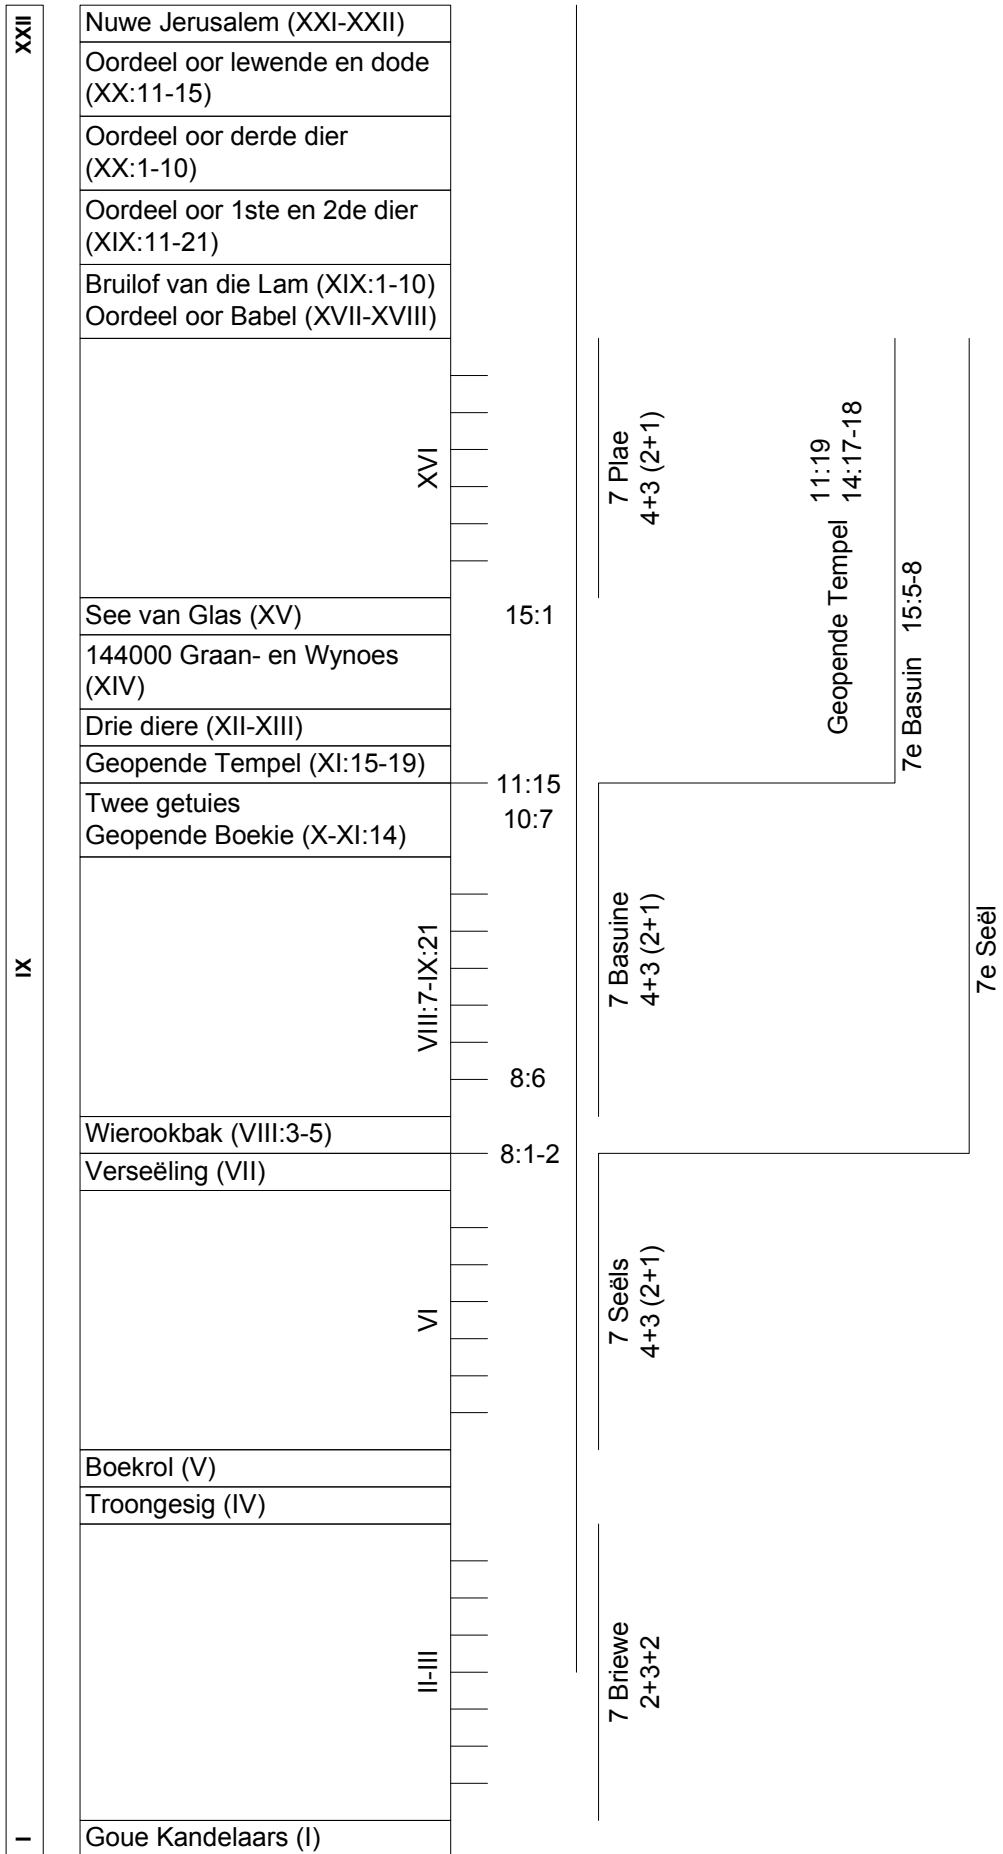 XXII
IX
I
Nuwe Jerusalem (XXI-XXII)
Oordeel oor lewende en dode
(XX:11-15)
Oordeel oor derde dier
(XX:1-10)
Oordeel oor 1ste en 2de dier
(XIX:11-21)
Bruilof van die Lam (XIX:1-10)
Oordeel oor Babel (XVII-XVIII)
XVI
See van Glas (XV)
144000 Graan- en Wynoes
(XIV)
Drie diere (XII-XIII)
Geopende Tempel (XI:15-19)
Twee getuies
Geopende Boekie (X-XI:14)
VIII:7-IX:21
Wierookbak (VIII:3-5)
Verseëling (VII)
VI
Boekrol (V)
Troongesig (IV)
II-III
Goue Kandelaars (I)
15:1
11:15
10:7
8:6
8:1-2
7 Plae
4+3 (2+1)
7 Basuine
4+3 (2+1)
7 Seëls
4+3 (2+1)
7 Briewe
2+3+2
11:19
Geopende Tempel 14:17-18
7e Basuin 15:5-8
7e Seël